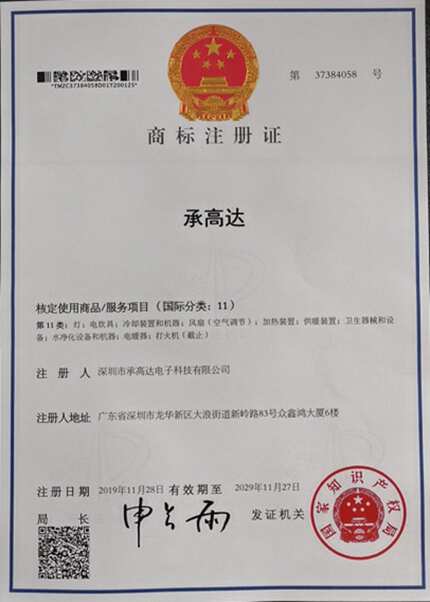 *TMZC37384058D01T200125*
第 37384058 号
商标注册证
承高达
核定使用商品/服务项目（国际分类：11）
第11类：灯；电炊具；冷却装置和机器；风扇（空气调节）；加热装置；供暖装置；卫生器械和设
备；水净化设备和机器；电暖器；打火机（截止）
注 册 人 深圳市承高达电子科技有限公司
注册人地址 广东省深圳市龙华新区大浪街道新岭路83号众鑫鸿大厦6楼
注册日期 2019年11月28日 有效期至 2029年11月27日
局 长 申长雨 发证机关
国家知识产权局